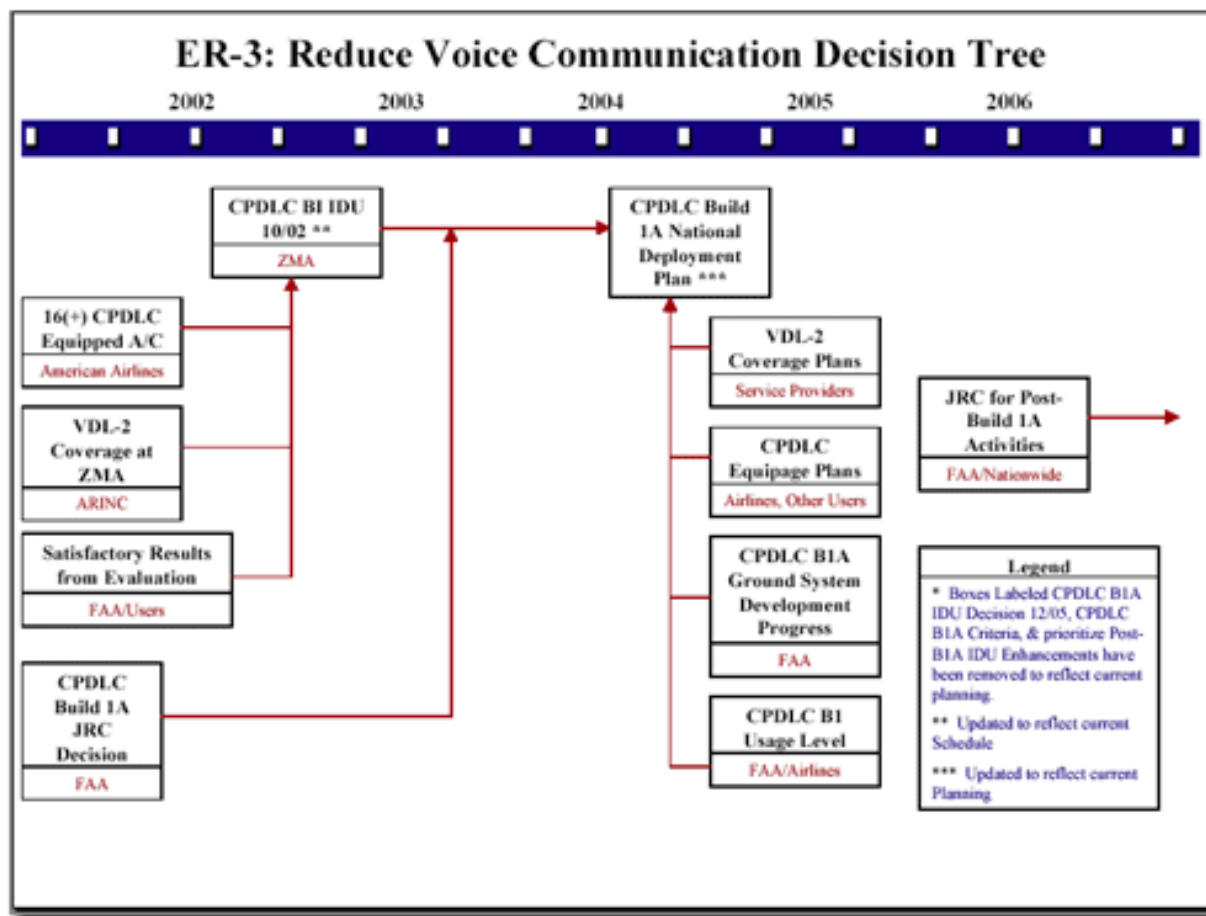 ER-3: Reduce Voice Communication Decision Tree
2002 2003 2004 2005 2006
CPDLC BI IDU
10/02 **
ZMA
16(+) CPDLC
Equipped A/C
American Airlines
VDL-2
Coverage at
ZMA
ARINC
Satisfactory Results
from Evaluation
FAA/Users
CPDLC
Build 1A
JRC
Decision
FAA
CPDLC Build
1A National
Deployment
Plan ***
VDL-2
Coverage Plans
Service Providers
CPDLC
Equipage Plans
Airlines, Other Users
CPDLC B1A
Ground System
Development
Progress
FAA
CPDLC B1
Usage Level
FAA/Airlines
JRC for Post-
Build 1A
Activities
FAA/Nationwide
Legend
* Boxes Labeled CPDLC B1A
IDU Decision 12/05, CPDLC
B1A Criteria, & prioritize Post-
B1A IDU Enhancements have
been removed to reflect current
planning.
** Updated to reflect current
Schedule
*** Updated to reflect current
Planning